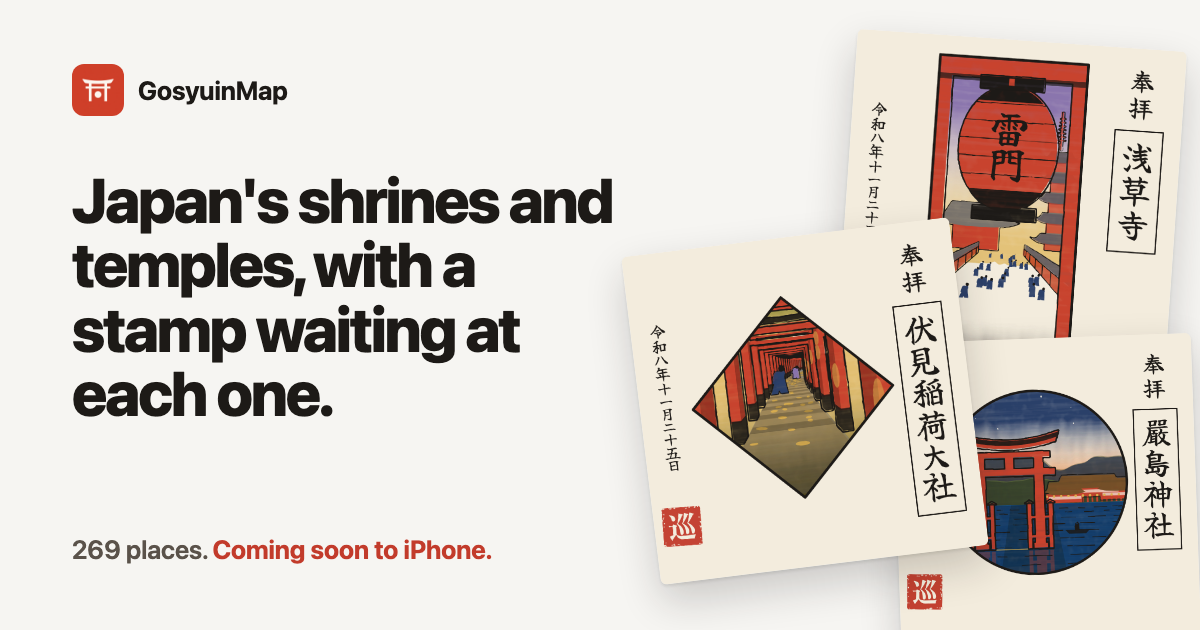 GosyuinMap
Japan's shrines and
temples, with a
stamp waiting at
each one.
269 places. Coming soon to iPhone.
奉拝
浅草寺
雷門
令和八年十一月二十
奉拝
伏見稲荷大社
令和八年十一月二十五日
巡
奉拝
嚴島神社
巡